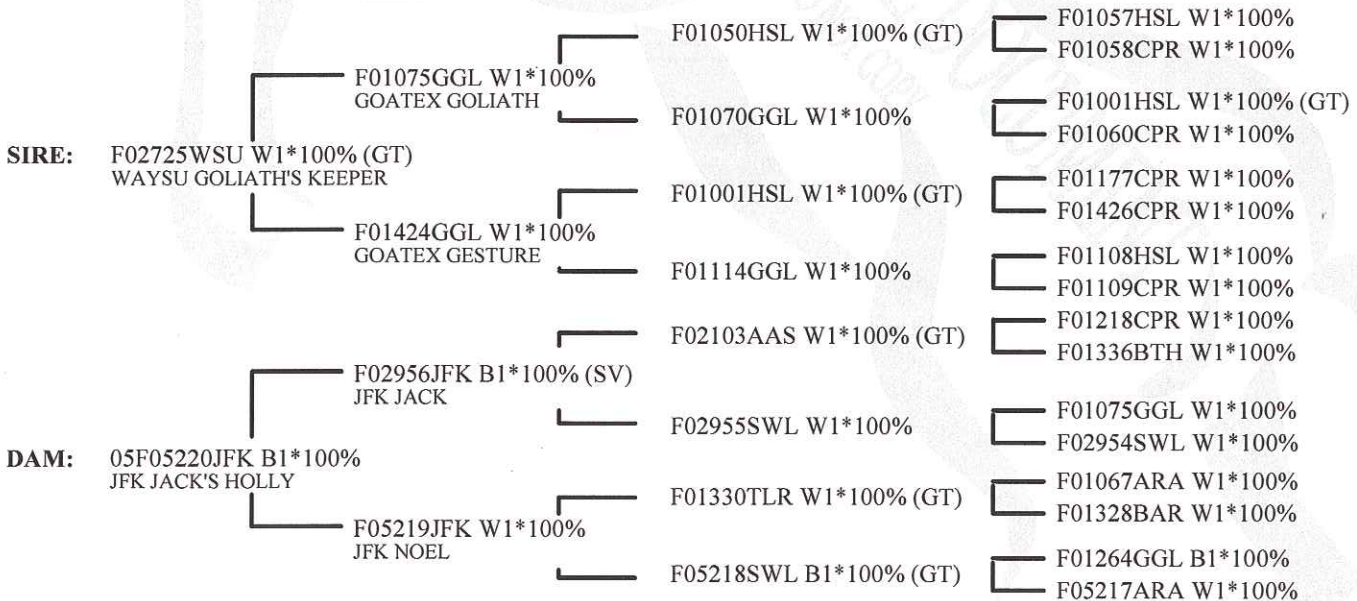 F01057HSL W1*100%
F01050HSL W1*100% (GT)
F01058CPR W1*100%
F01075GGL W1*100%
GOATEX GOLIATH
F01001HSL W1*100% (GT)
F01070GGL W1*100%
F01060CPR W1*100%
SIRE: F02725WSU W1*100% (GT)
WAYSU GOLIATH'S KEEPER
F01177CPR W1*100%
F01001HSL W1*100% (GT)
F01426CPR W1*100%
F01424GGL W1*100%
GOATEX GESTURE
F01108HSL W1*100%
F01114GGL W1*100%
F01109CPR W1*100%
F01218CPR W1*100%
F02103AAS W1*100% (GT)
F01336BTH W1*100%
F02956JFK B1*100% (SV)
JFK JACK
F01075GGL W1*100%
F02955SWL W1*100%
F02954SWL W1*100%
DAM: 05F05220JFK B1*100%
JFK JACK'S HOLLY
F01067ARA W1*100%
F01330TLR W1*100% (GT)
F01328BAR W1*100%
F05219JFK W1*100%
JFK NOEL
F01264GGL B1*100%
F05218SWL B1*100% (GT)
F05217ARA W1*100%